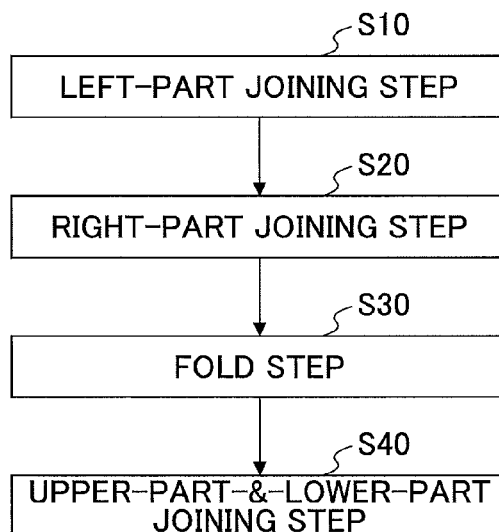 S10
LEFT-PART JOINING STEP
S20
RIGHT-PART JOINING STEP
S30
FOLD STEP
S40
UPPER-PART-&-LOWER-PART
JOINING STEP